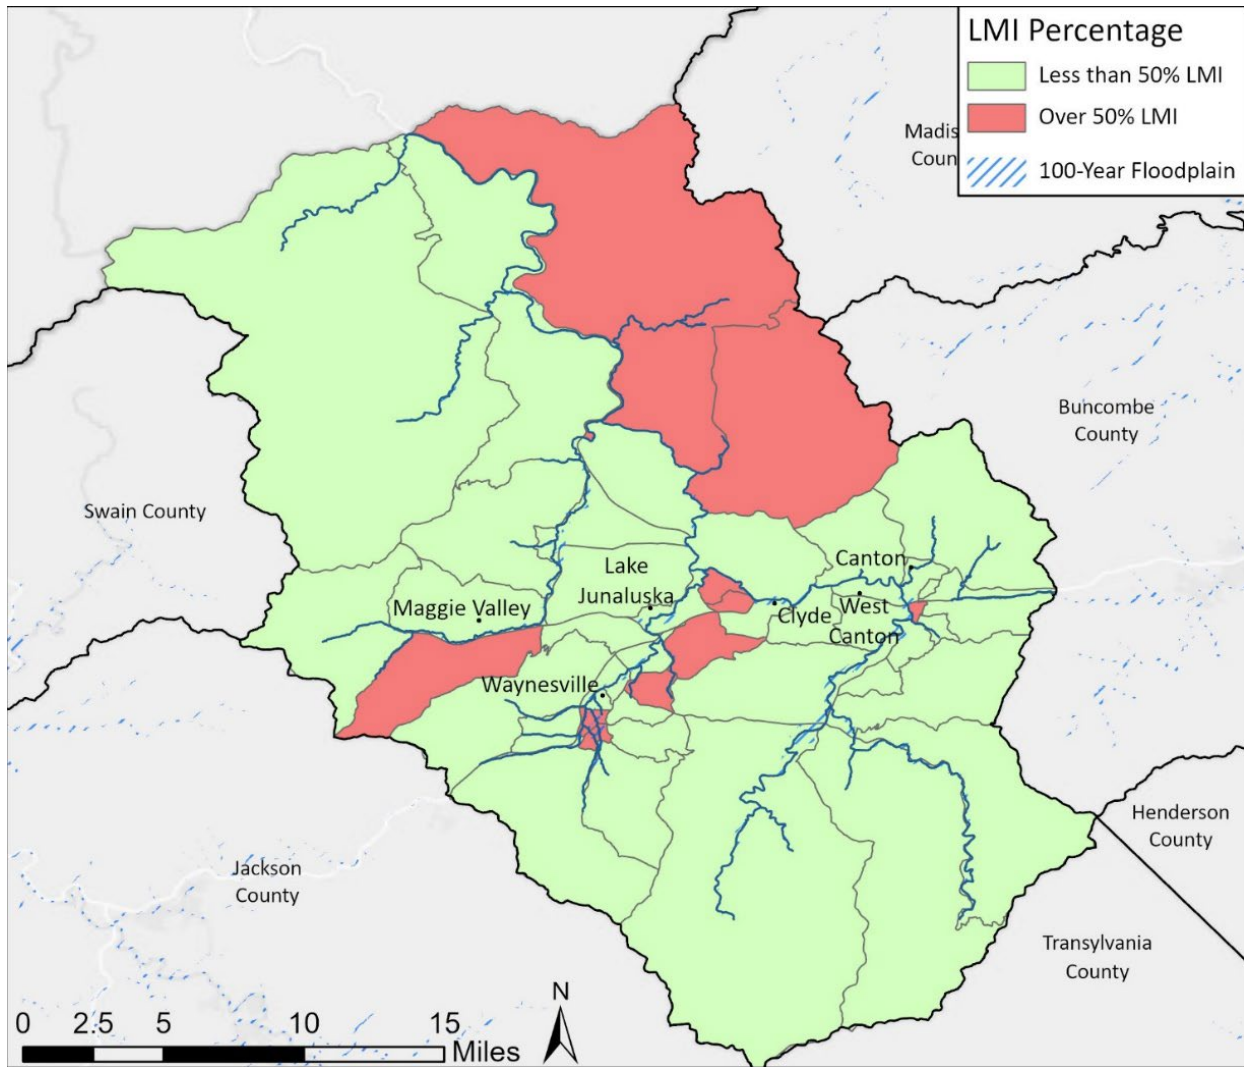 LMI Percentage
Less than 50% LMI
Over 50% LMI
100-Year Floodplain
Madis
Coun
Buncombe
County
Swain County
Canton
Lake
Junaluska
Maggie Valley
Clyde
West
Canton
Waynesville
Henderson
County
Jackson
County
Transylvania
County
N
0 2.5 5 10 15
Miles